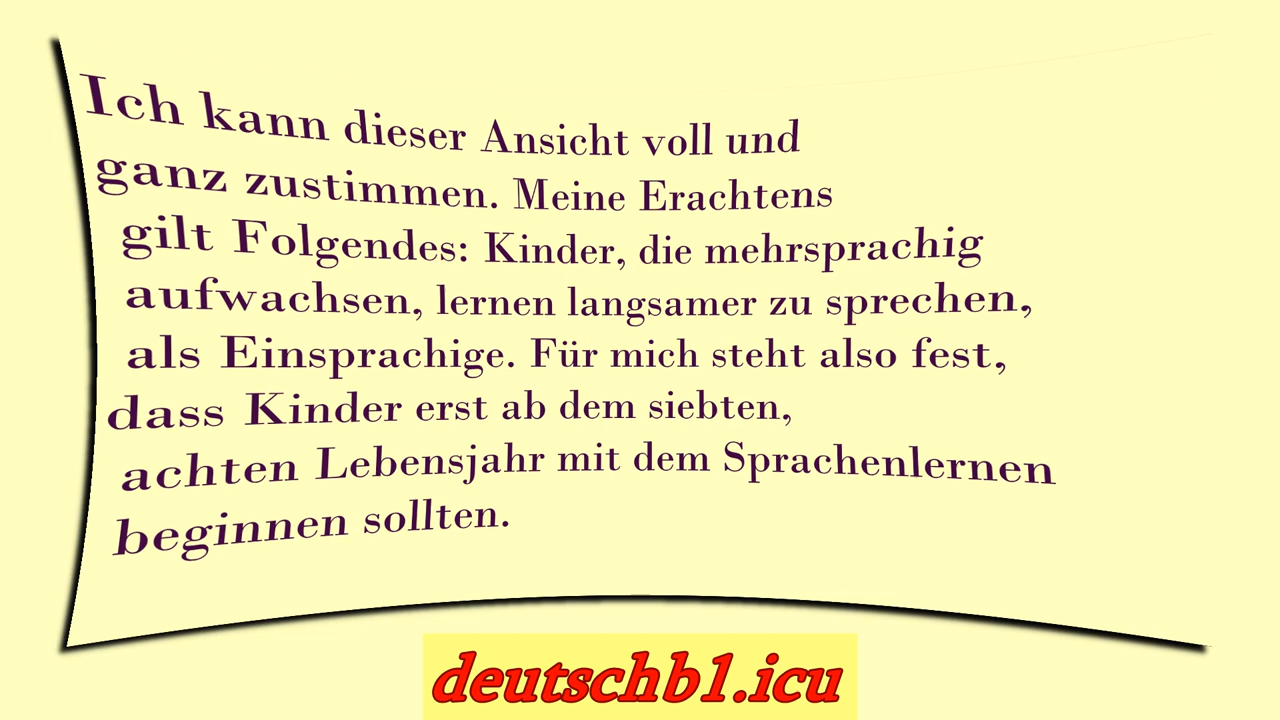 Ich kann dieser Ansicht voll und
ganz zustimmen. Meine Erachtens
gilt Folgendes: Kinder, die mehrsprachig
aufwachsen, lernen langsamer zu sprechen,
als Einsprachige. Für mich steht also fest,
dass Kinder erst ab dem siebten,
achten Lebensjahr mit dem Sprachenlernen
beginnen sollten.
deutschb1.icu